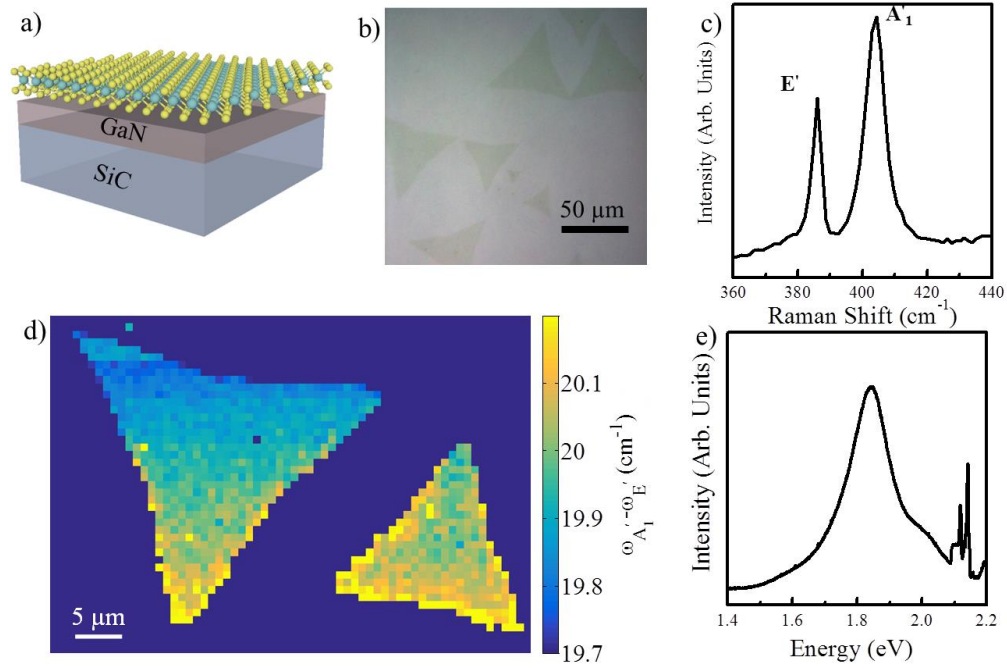 a)
GaN
SiC
b)
50 μm
c)
Intensity (Arb. Units)
E'
A'₁
360 380 400 420 440
Raman Shift (cm⁻¹)
d)
5 μm
20.1
20
19.9
19.8
19.7
ω_A₁' -ω_E' (cm⁻¹)
e)
Intensity (Arb. Units)
1.4 1.6 1.8 2.0 2.2
Energy (eV)